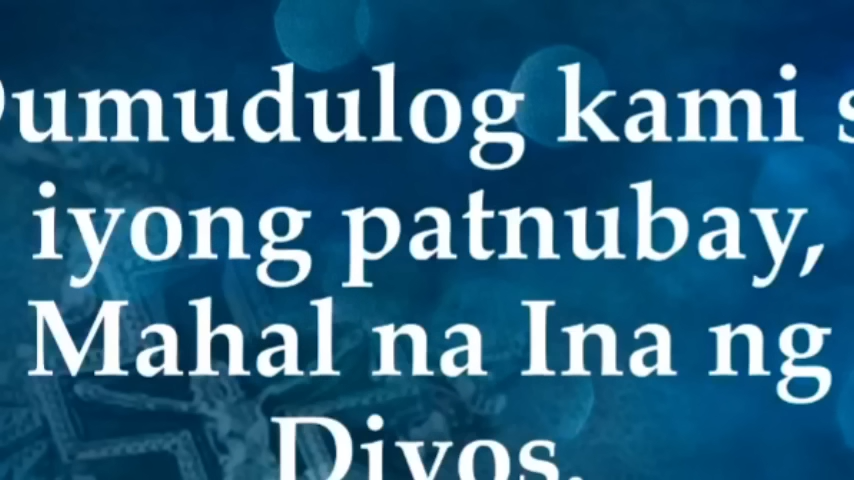 Dumudulog kami s
iyong patnubay,
Mahal na Ina ng
Diyos.